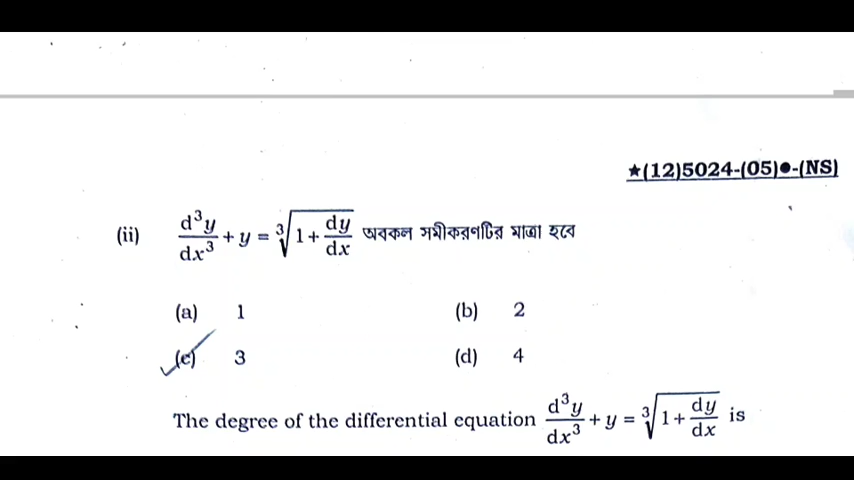 ★(12)5024-(05)●-(NS)
(ii) d³y/dx³ + y = ∛(1 + dy/dx) অবকল সমীকরণটির মাত্রা হবে
(a) 1 (b) 2
(c) 3 (d) 4
The degree of the differential equation d³y/dx³ + y = ∛(1 + dy/dx) is